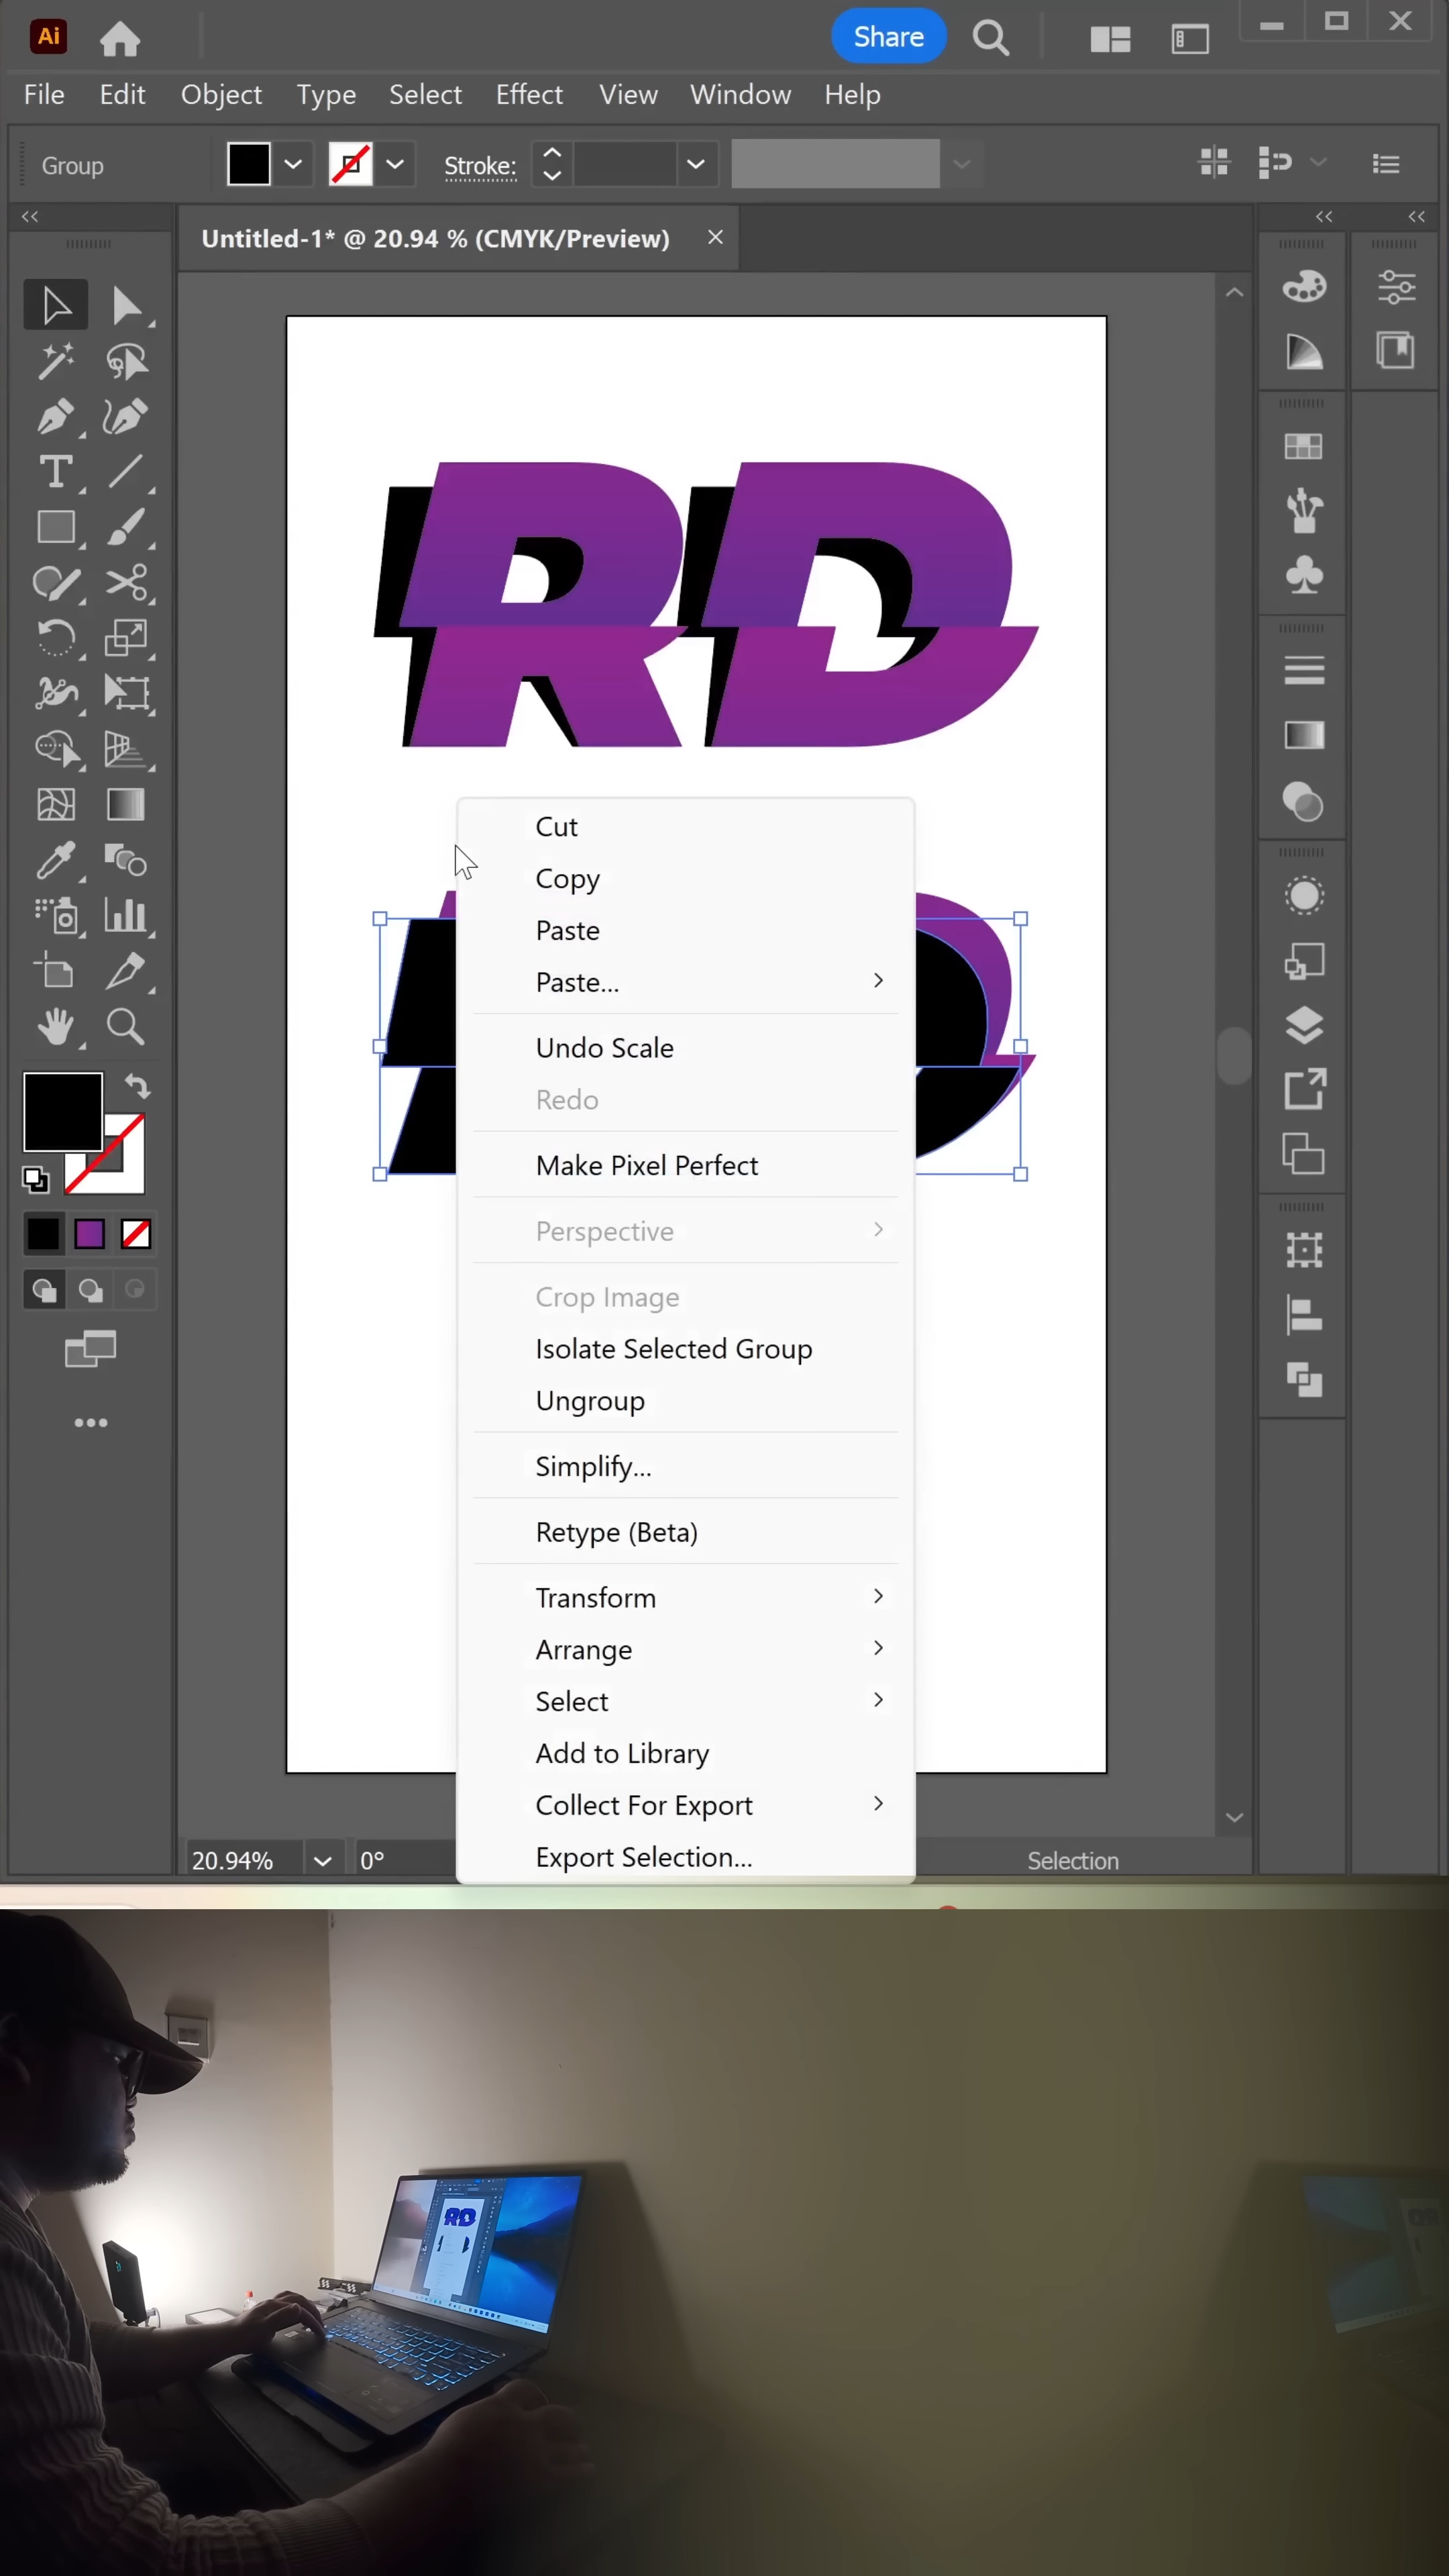 Ai
Share
File Edit Object Type Select Effect View Window Help
Group
Stroke:
Untitled-1* @ 20.94 % (CMYK/Preview)
RD
Cut
Copy
Paste
Paste...
Undo Scale
Redo
Make Pixel Perfect
Perspective
Crop Image
Isolate Selected Group
Ungroup
Simplify...
Retype (Beta)
Transform
Arrange
Select
Add to Library
Collect For Export
Export Selection...
20.94%
0°
Selection
RD